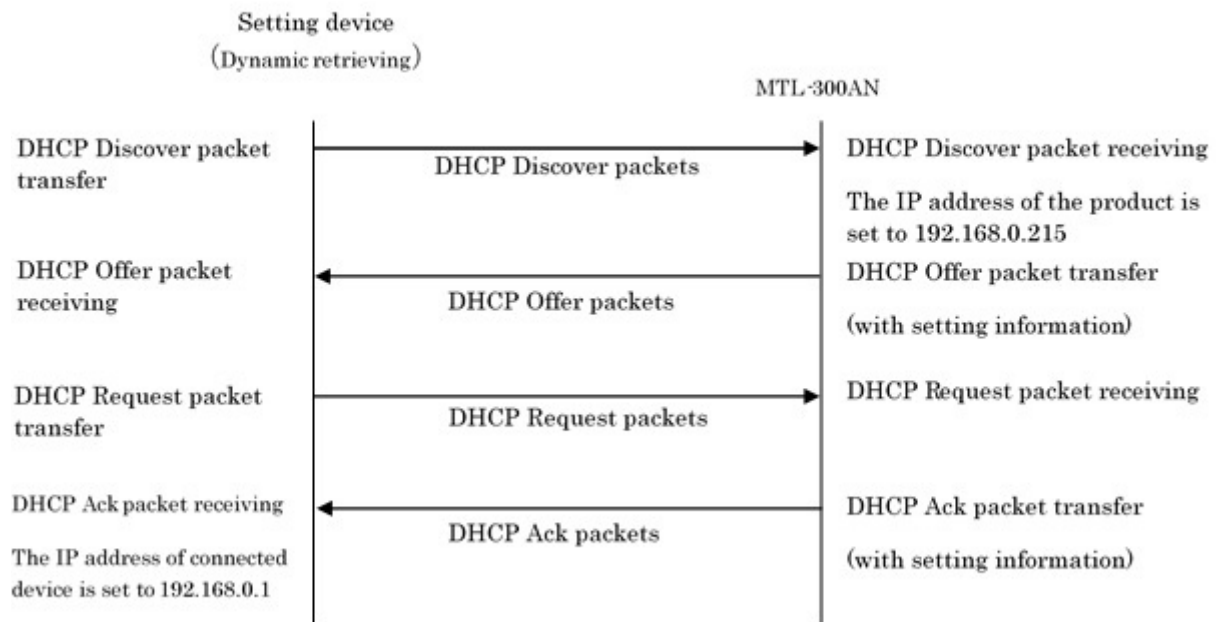 Setting device
(Dynamic retrieving)
MTL-300AN
DHCP Discover packet
transfer
DHCP Discover packets
DHCP Discover packet receiving
The IP address of the product is
set to 192.168.0.215
DHCP Offer packet
receiving
DHCP Offer packets
DHCP Offer packet transfer
(with setting information)
DHCP Request packet
transfer
DHCP Request packets
DHCP Request packet receiving
DHCP Ack packet receiving
DHCP Ack packets
DHCP Ack packet transfer
The IP address of connected
device is set to 192.168.0.1
(with setting information)